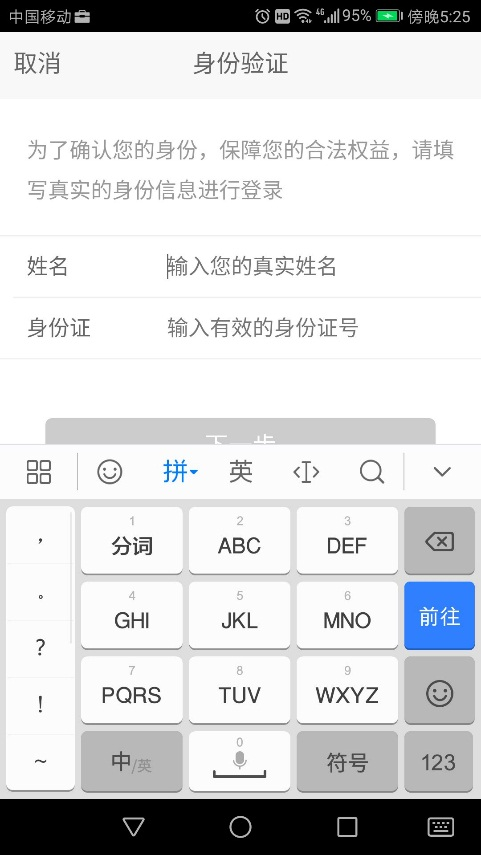 中国移动 HD 4G 95% 傍晚5:25
取消 身份验证
为了确认您的身份，保障您的合法权益，请填
写真实的身份信息进行登录
姓名 输入您的真实姓名
身份证 输入有效的身份证号
下一步
拼 英
， 1 2 3
分词 ABC DEF
。 4 5 6
GHI JKL MNO 前往
？ 7 8 9
！ PQRS TUV WXYZ
~ 中/英 0 符号 123